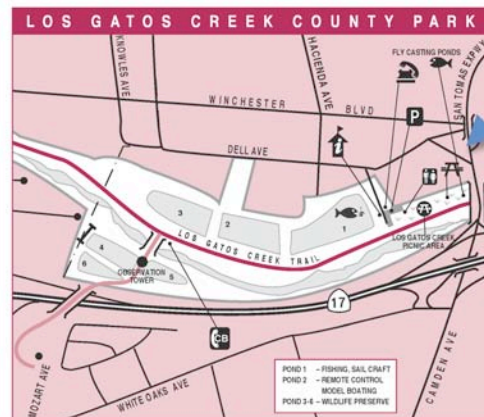 LOS GATOS CREEK COUNTY PARK
KNOWLES AVE
HACIENDA AVE
FLY CASTING PONDS
SAN TOMAS EXPWY
WINCHESTER BLVD
P
DELL AVE
i
3
2
1
LOS GATOS CREEK TRAIL
LOS GATOS CREEK
PICNIC AREA
4
6
5
OBSERVATION
TOWER
17
CB
MOZART AVE
WHITE OAKS AVE
CAMDEN AVE
POND 1 – FISHING, SAIL CRAFT
POND 2 – REMOTE CONTROL
MODEL BOATING
POND 3-6 – WILDLIFE PRESERVE